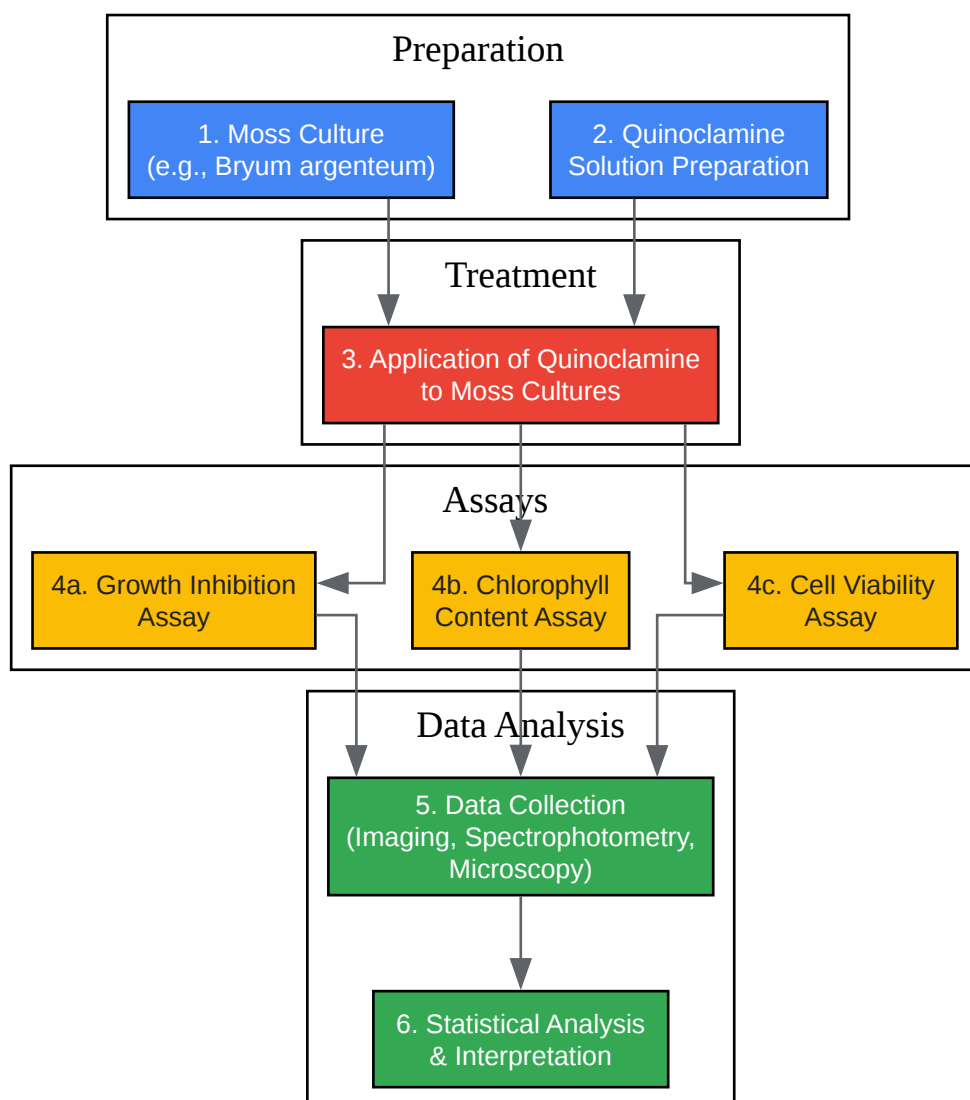 Preparation
1. Moss Culture
(e.g., Bryum argenteum)
2. Quinoclamine
Solution Preparation
Treatment
3. Application of Quinoclamine
to Moss Cultures
Assays
4a. Growth Inhibition
Assay
4b. Chlorophyll
Content Assay
4c. Cell Viability
Assay
Data Analysis
5. Data Collection
(Imaging, Spectrophotometry,
Microscopy)
6. Statistical Analysis
& Interpretation